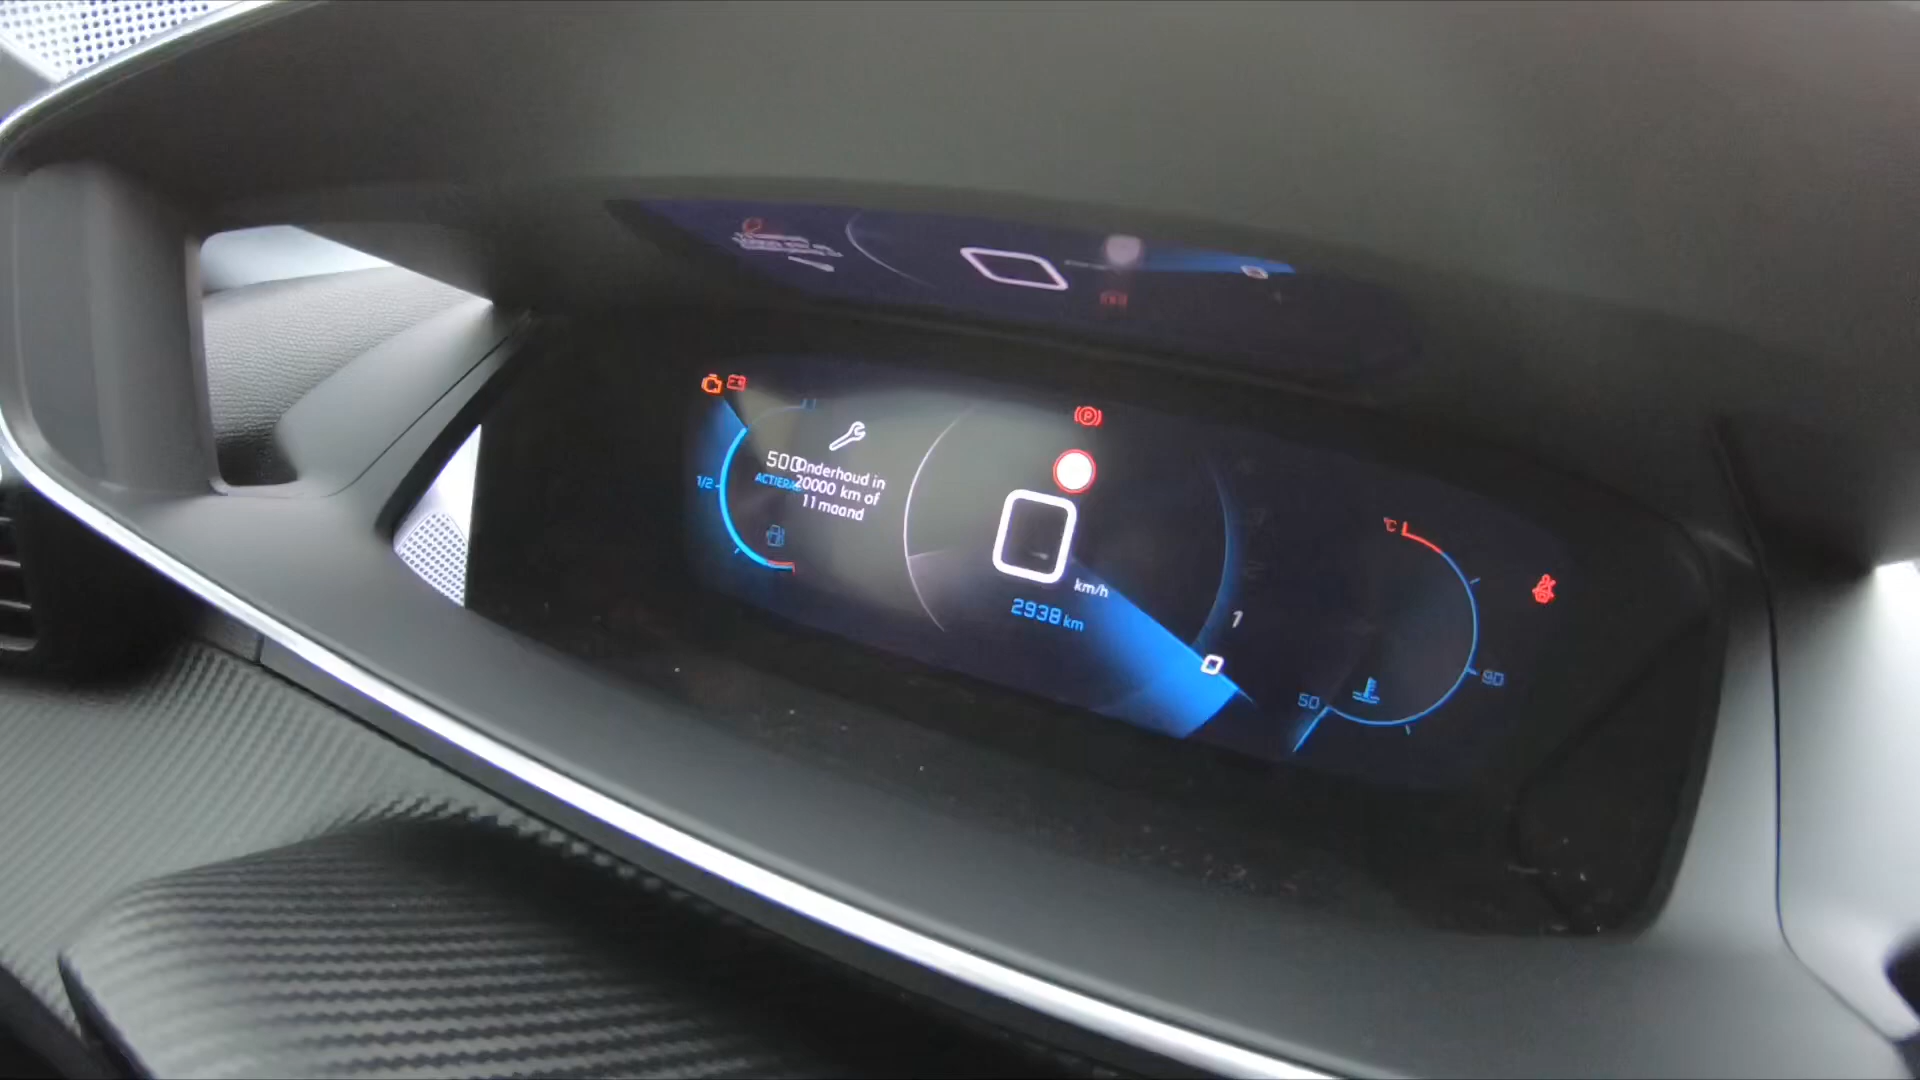 500
ACTIERA
Onderhoud in
20000 km of
11 maand
1/2
P
0
km/h
2938 km
1
°C
90
50